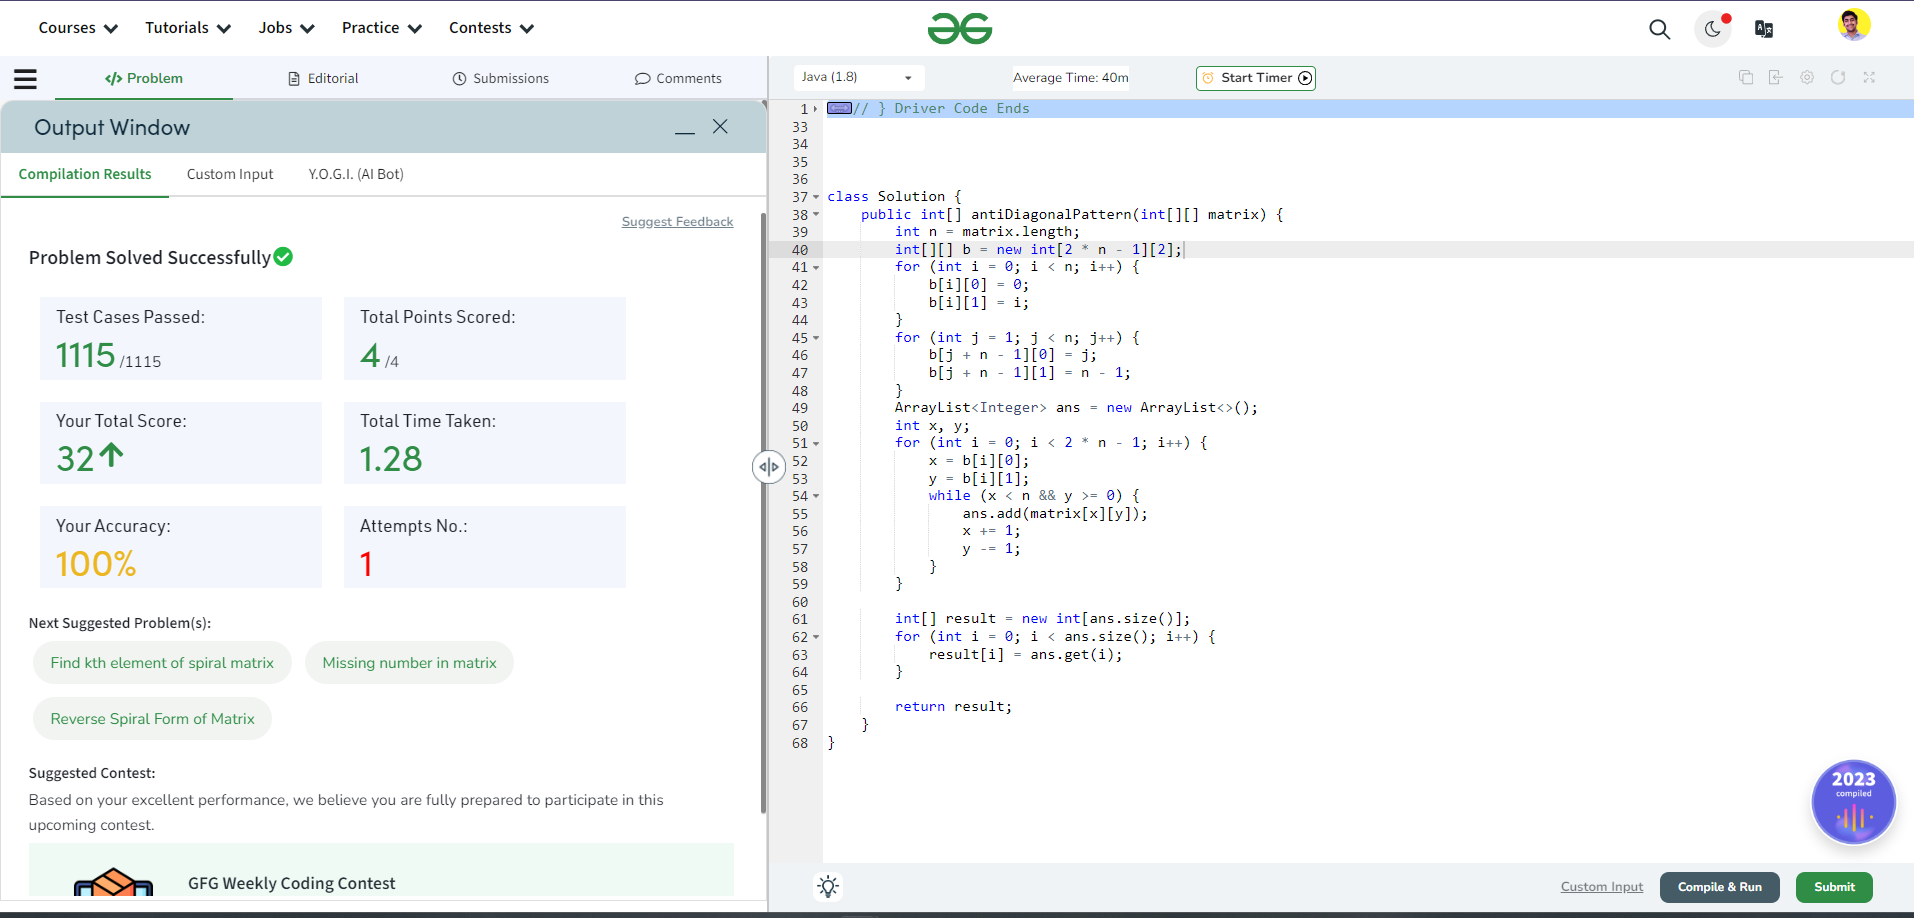 Courses Tutorials Jobs Practice Contests
</> Problem Editorial Submissions Comments
Output Window
Compilation Results Custom Input Y.O.G.I. (AI Bot)
Suggest Feedback
Problem Solved Successfully
Test Cases Passed: Total Points Scored:
1115 /1115 4 /4
Your Total Score: Total Time Taken:
32 1.28
Your Accuracy: Attempts No.:
100% 1
Next Suggested Problem(s):
Find kth element of spiral matrix Missing number in matrix
Reverse Spiral Form of Matrix
Suggested Contest:
Based on your excellent performance, we believe you are fully prepared to participate in this
upcoming contest.
GFG Weekly Coding Contest
Java (1.8) Average Time: 40m Start Timer
1 // } Driver Code Ends
33
34
35
36
37 class Solution {
38 public int[] antiDiagonalPattern(int[][] matrix) {
39 int n = matrix.length;
40 int[][] b = new int[2 * n - 1][2];
41 for (int i = 0; i < n; i++) {
42 b[i][0] = 0;
43 b[i][1] = i;
44 }
45 for (int j = 1; j < n; j++) {
46 b[j + n - 1][0] = j;
47 b[j + n - 1][1] = n - 1;
48 }
49 ArrayList<Integer> ans = new ArrayList<>();
50 int x, y;
51 for (int i = 0; i < 2 * n - 1; i++) {
52 x = b[i][0];
53 y = b[i][1];
54 while (x < n && y >= 0) {
55 ans.add(matrix[x][y]);
56 x += 1;
57 y -= 1;
58 }
59 }
60
61 int[] result = new int[ans.size()];
62 for (int i = 0; i < ans.size(); i++) {
63 result[i] = ans.get(i);
64 }
65
66 return result;
67 }
68 }
2023
compiled
Custom Input Compile & Run Submit